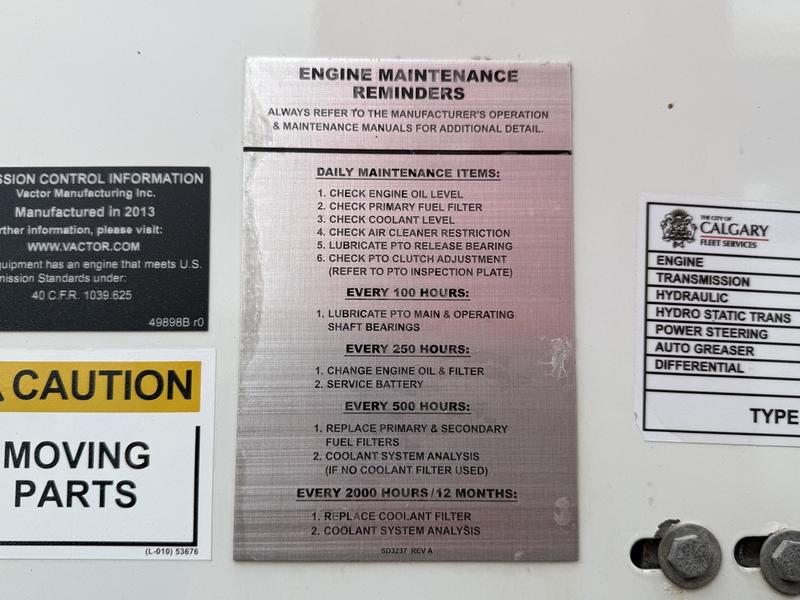 ENGINE MAINTENANCE
REMINDERS
ALWAYS REFER TO THE MANUFACTURER'S OPERATION
& MAINTENANCE MANUALS FOR ADDITIONAL DETAIL.
DAILY MAINTENANCE ITEMS:
1. CHECK ENGINE OIL LEVEL
2. CHECK PRIMARY FUEL FILTER
3. CHECK COOLANT LEVEL
4. CHECK AIR CLEANER RESTRICTION
5. LUBRICATE PTO RELEASE BEARING
6. CHECK PTO CLUTCH ADJUSTMENT
(REFER TO PTO INSPECTION PLATE)
EVERY 100 HOURS:
1. LUBRICATE PTO MAIN & OPERATING
SHAFT BEARINGS
EVERY 250 HOURS:
1. CHANGE ENGINE OIL & FILTER
2. SERVICE BATTERY
EVERY 500 HOURS:
1. REPLACE PRIMARY & SECONDARY
FUEL FILTERS
2. COOLANT SYSTEM ANALYSIS
(IF NO COOLANT FILTER USED)
EVERY 2000 HOURS/12 MONTHS:
1. REPLACE COOLANT FILTER
2. COOLANT SYSTEM ANALYSIS
SD3237 REV A
SSION CONTROL INFORMATION
Vactor Manufacturing Inc.
Manufactured in 2013
rther information, please visit:
WWW.VACTOR.COM
quipment has an engine that meets U.S.
mission Standards under:
40 C.F.R. 1039.625
49898B r0
CAUTION
MOVING
PARTS
(L-010) 53676
THE CITY OF
CALGARY
FLEET SERVICES
ENGINE
TRANSMISSION
HYDRAULIC
HYDRO STATIC TRANS
POWER STEERING
AUTO GREASER
DIFFERENTIAL
TYPE